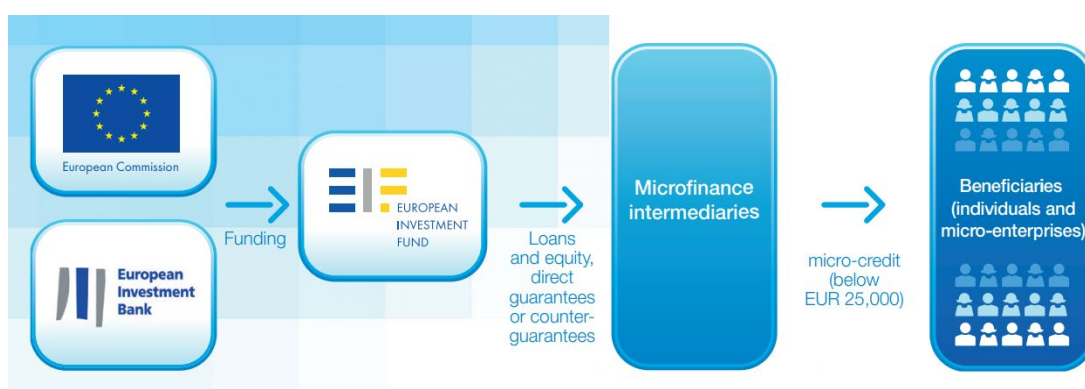 European Commission
European
Investment
Bank
Funding
EUROPEAN
INVESTMENT
FUND
Loans
and equity,
direct
guarantees
or counter-
guarantees
Microfinance
intermediaries
micro-credit
(below
EUR 25,000)
Beneficiaries
(individuals and
micro-enterprises)